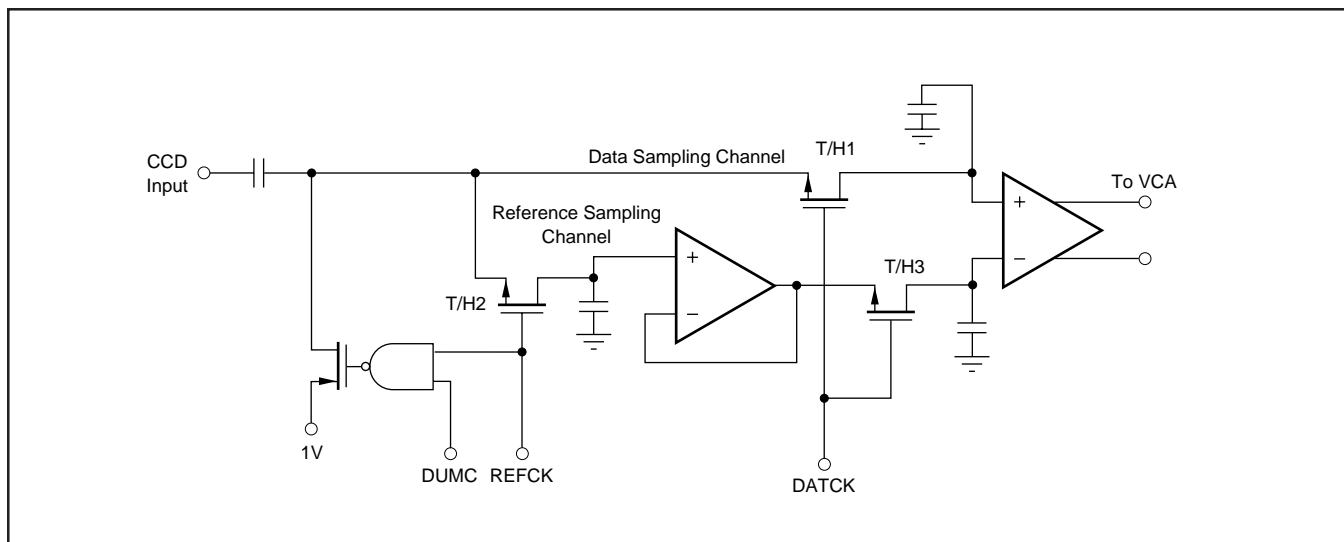 CCD
Input
Data Sampling Channel
T/H1
To VCA
Reference Sampling
Channel
+
−
+
−
T/H2
T/H3
1V
DUMC
REFCK
DATCK